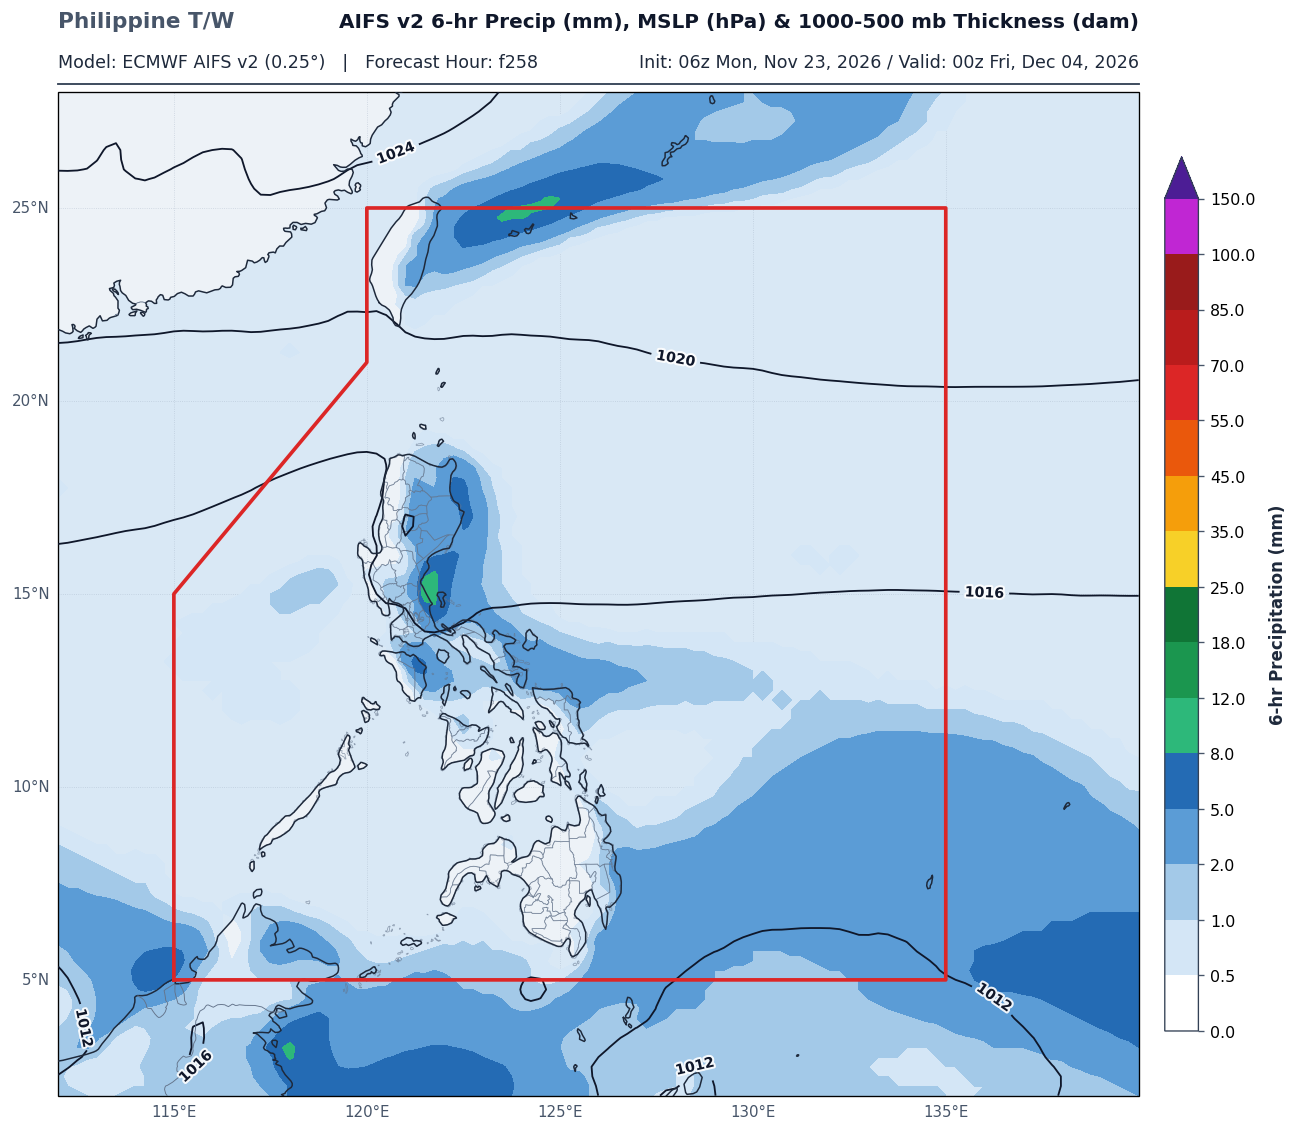 Philippine T/W
AIFS v2 6-hr Precip (mm), MSLP (hPa) & 1000-500 mb Thickness (dam)
Model: ECMWF AIFS v2 (0.25°) | Forecast Hour: f258
Init: 06z Mon, Nov 23, 2026 / Valid: 00z Fri, Dec 04, 2026
1024
25°N
1020
20°N
15°N
1016
10°N
5°N
1012
1012
1016
1012
115°E
120°E
125°E
130°E
135°E
150.0
100.0
85.0
70.0
55.0
45.0
35.0
25.0
18.0
12.0
8.0
5.0
2.0
1.0
0.5
0.0
6-hr Precipitation (mm)